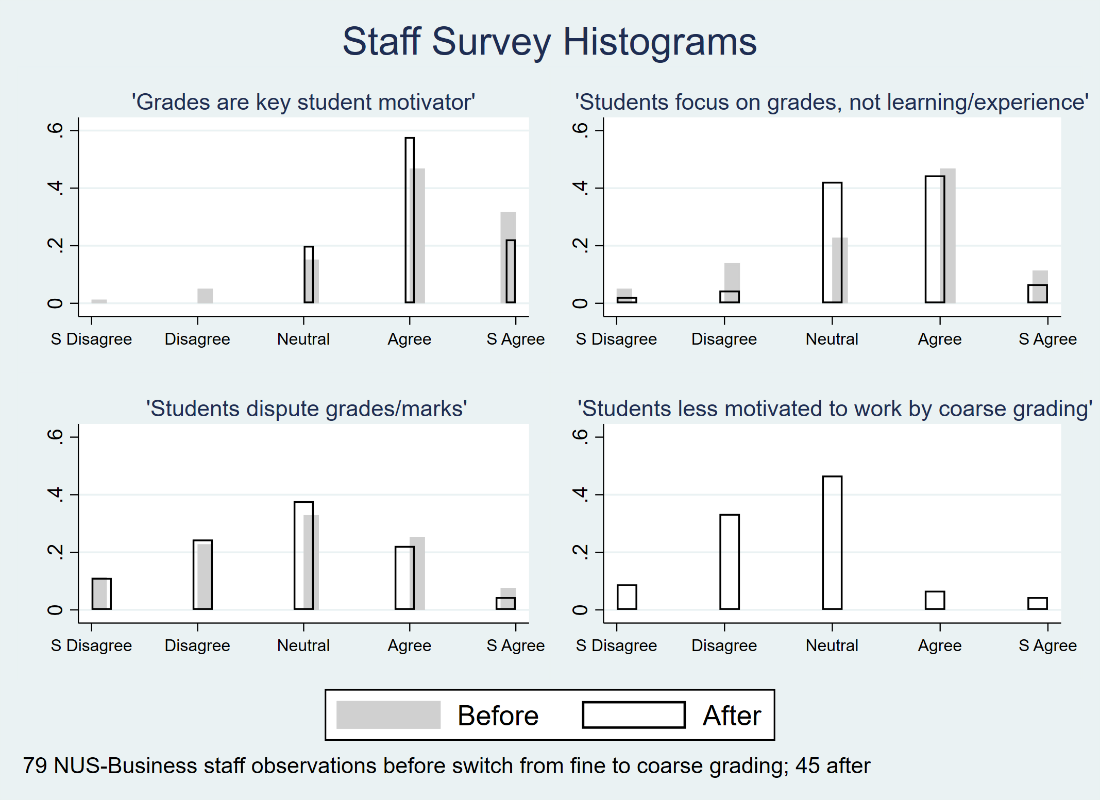 Staff Survey Histograms
'Grades are key student motivator'
.6
.4
.2
0
S Disagree Disagree Neutral Agree S Agree
'Students focus on grades, not learning/experience'
.6
.4
.2
0
S Disagree Disagree Neutral Agree S Agree
'Students dispute grades/marks'
.6
.4
.2
0
S Disagree Disagree Neutral Agree S Agree
'Students less motivated to work by coarse grading'
.6
.4
.2
0
S Disagree Disagree Neutral Agree S Agree
Before After
79 NUS-Business staff observations before switch from fine to coarse grading; 45 after